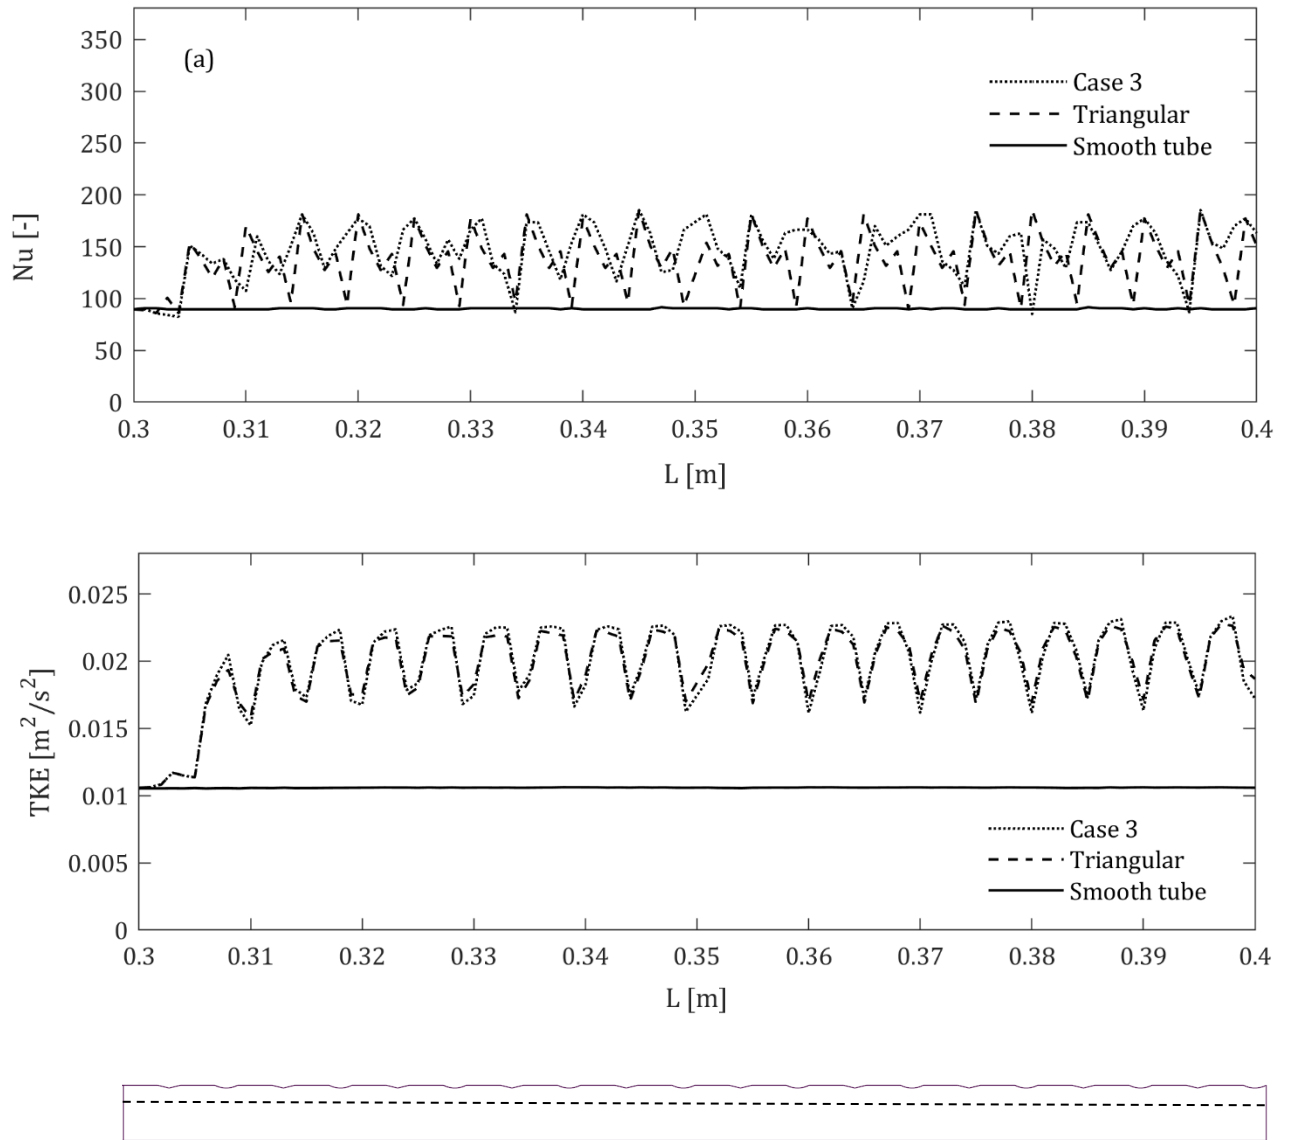 350
(a)
300
Case 3
Triangular
250
Smooth tube
200
150
100
50
0
Nu [-]
0.3 0.31 0.32 0.33 0.34 0.35 0.36 0.37 0.38 0.39 0.4
L [m]
0.025
0.02
0.015
0.01
0.005
0
TKE [m²/s²]
Case 3
Triangular
Smooth tube
0.3 0.31 0.32 0.33 0.34 0.35 0.36 0.37 0.38 0.39 0.4
L [m]